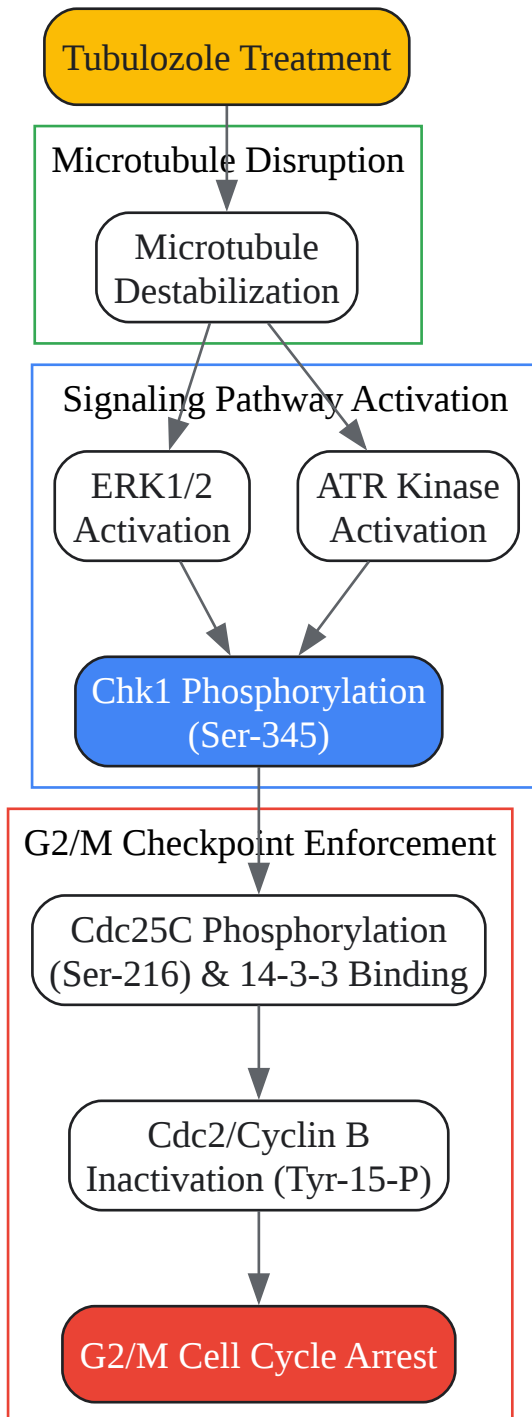 Tubulozole Treatment
Microtubule Disruption
Microtubule
Destabilization
Signaling Pathway Activation
ERK1/2
Activation
ATR Kinase
Activation
Chk1 Phosphorylation
(Ser-345)
G2/M Checkpoint Enforcement
Cdc25C Phosphorylation
(Ser-216) & 14-3-3 Binding
Cdc2/Cyclin B
Inactivation (Tyr-15-P)
G2/M Cell Cycle Arrest